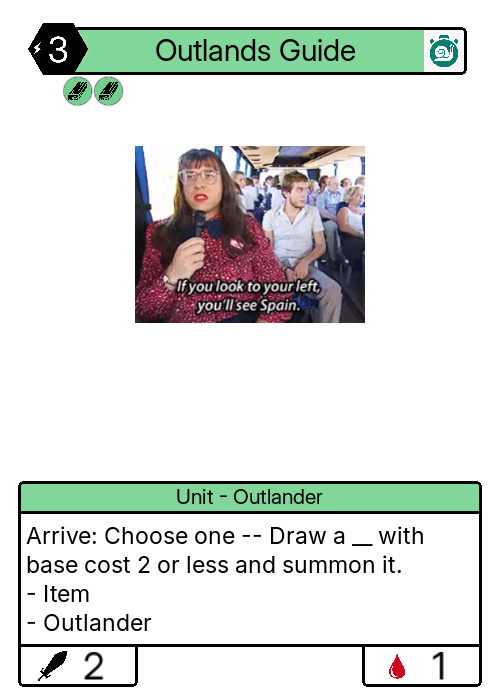 3
Outlands Guide
If you look to your left,
you'll see Spain.
Unit - Outlander
Arrive: Choose one -- Draw a __ with
base cost 2 or less and summon it.
- Item
- Outlander
2
1